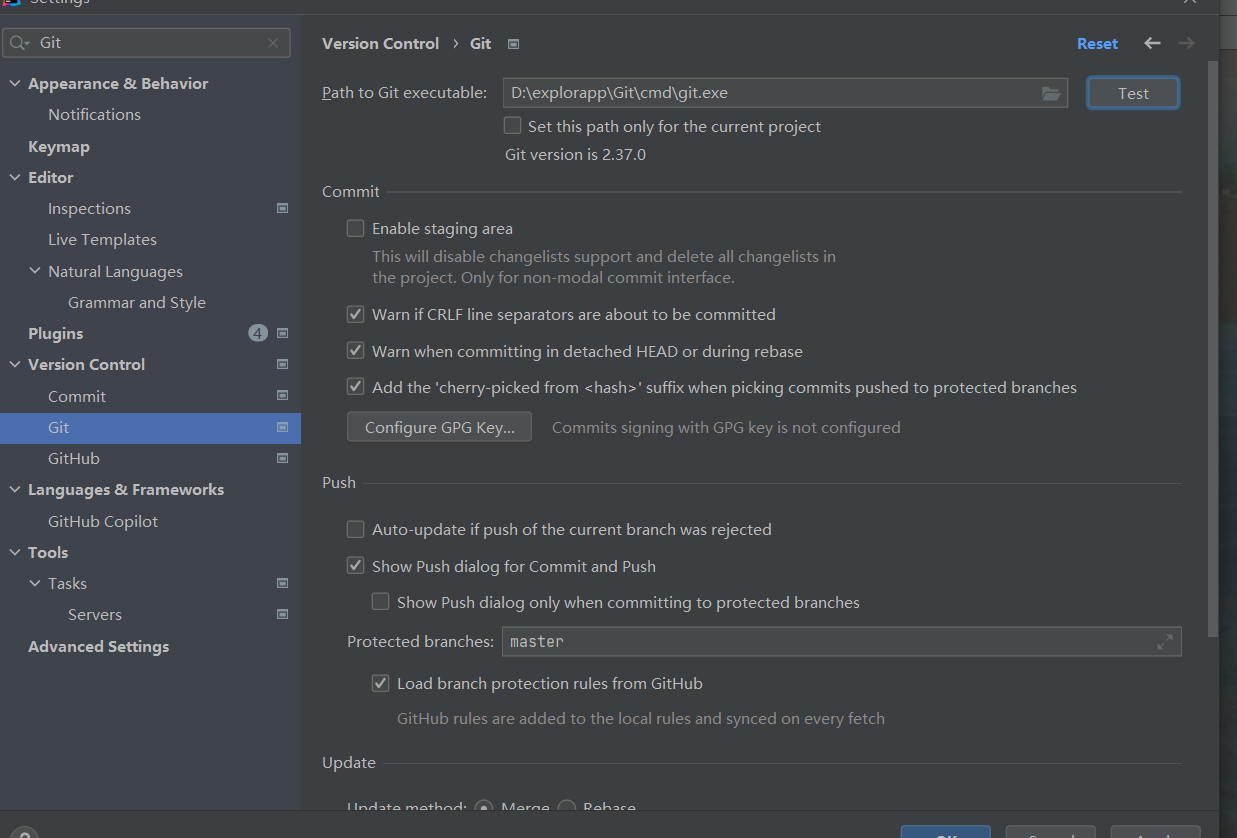 Settings
Git
Appearance & Behavior
Notifications
Keymap
Editor
Inspections
Live Templates
Natural Languages
Grammar and Style
Plugins
4
Version Control
Commit
Git
GitHub
Languages & Frameworks
GitHub Copilot
Tools
Tasks
Servers
Advanced Settings
Version Control › Git
Reset
Path to Git executable: D:\explorapp\Git\cmd\git.exe
Test
Set this path only for the current project
Git version is 2.37.0
Commit
Enable staging area
This will disable changelists support and delete all changelists in
the project. Only for non-modal commit interface.
Warn if CRLF line separators are about to be committed
Warn when committing in detached HEAD or during rebase
Add the 'cherry-picked from <hash>' suffix when picking commits pushed to protected branches
Configure GPG Key... Commits signing with GPG key is not configured
Push
Auto-update if push of the current branch was rejected
Show Push dialog for Commit and Push
Show Push dialog only when committing to protected branches
Protected branches: master
Load branch protection rules from GitHub
GitHub rules are added to the local rules and synced on every fetch
Update
Update method: Merge Rebase